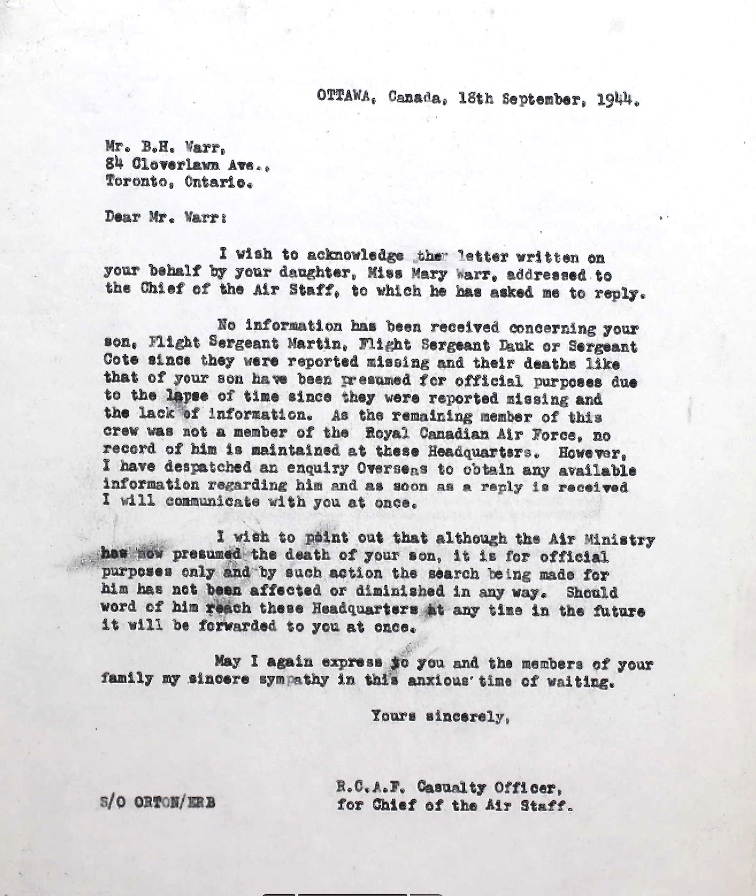 OTTAWA, Canada, 18th September, 1944.
Mr. B.H. Warr,
84 Cloverlawn Ave.,
Toronto, Ontario.
Dear Mr. Warr:
I wish to acknowledge the letter written on
your behalf by your daughter, Miss Mary Warr, addressed to
the Chief of the Air Staff, to which he has asked me to reply.
No information has been received concerning your
son, Flight Sergeant Martin, Flight Sergeant Dauk or Sergeant
Cote since they were reported missing and their deaths like
that of your son have been presumed for official purposes due
to the lapse of time since they were reported missing and
the lack of information. As the remaining member of this
crew was not a member of the Royal Canadian Air Force, no
record of him is maintained at these Headquarters. However,
I have despatched an enquiry Overseas to obtain any available
information regarding him and as soon as a reply is received
I will communicate with you at once.
I wish to point out that although the Air Ministry
has now presumed the death of your son, it is for official
purposes only and by such action the search being made for
him has not been affected or diminished in any way. Should
word of him reach these Headquarters at any time in the future
it will be forwarded to you at once.
May I again express to you and the members of your
family my sincere sympathy in this anxious time of waiting.
Yours sincerely,
R.C.A.F. Casualty Officer,
for Chief of the Air Staff.
S/O ORTON/ERB